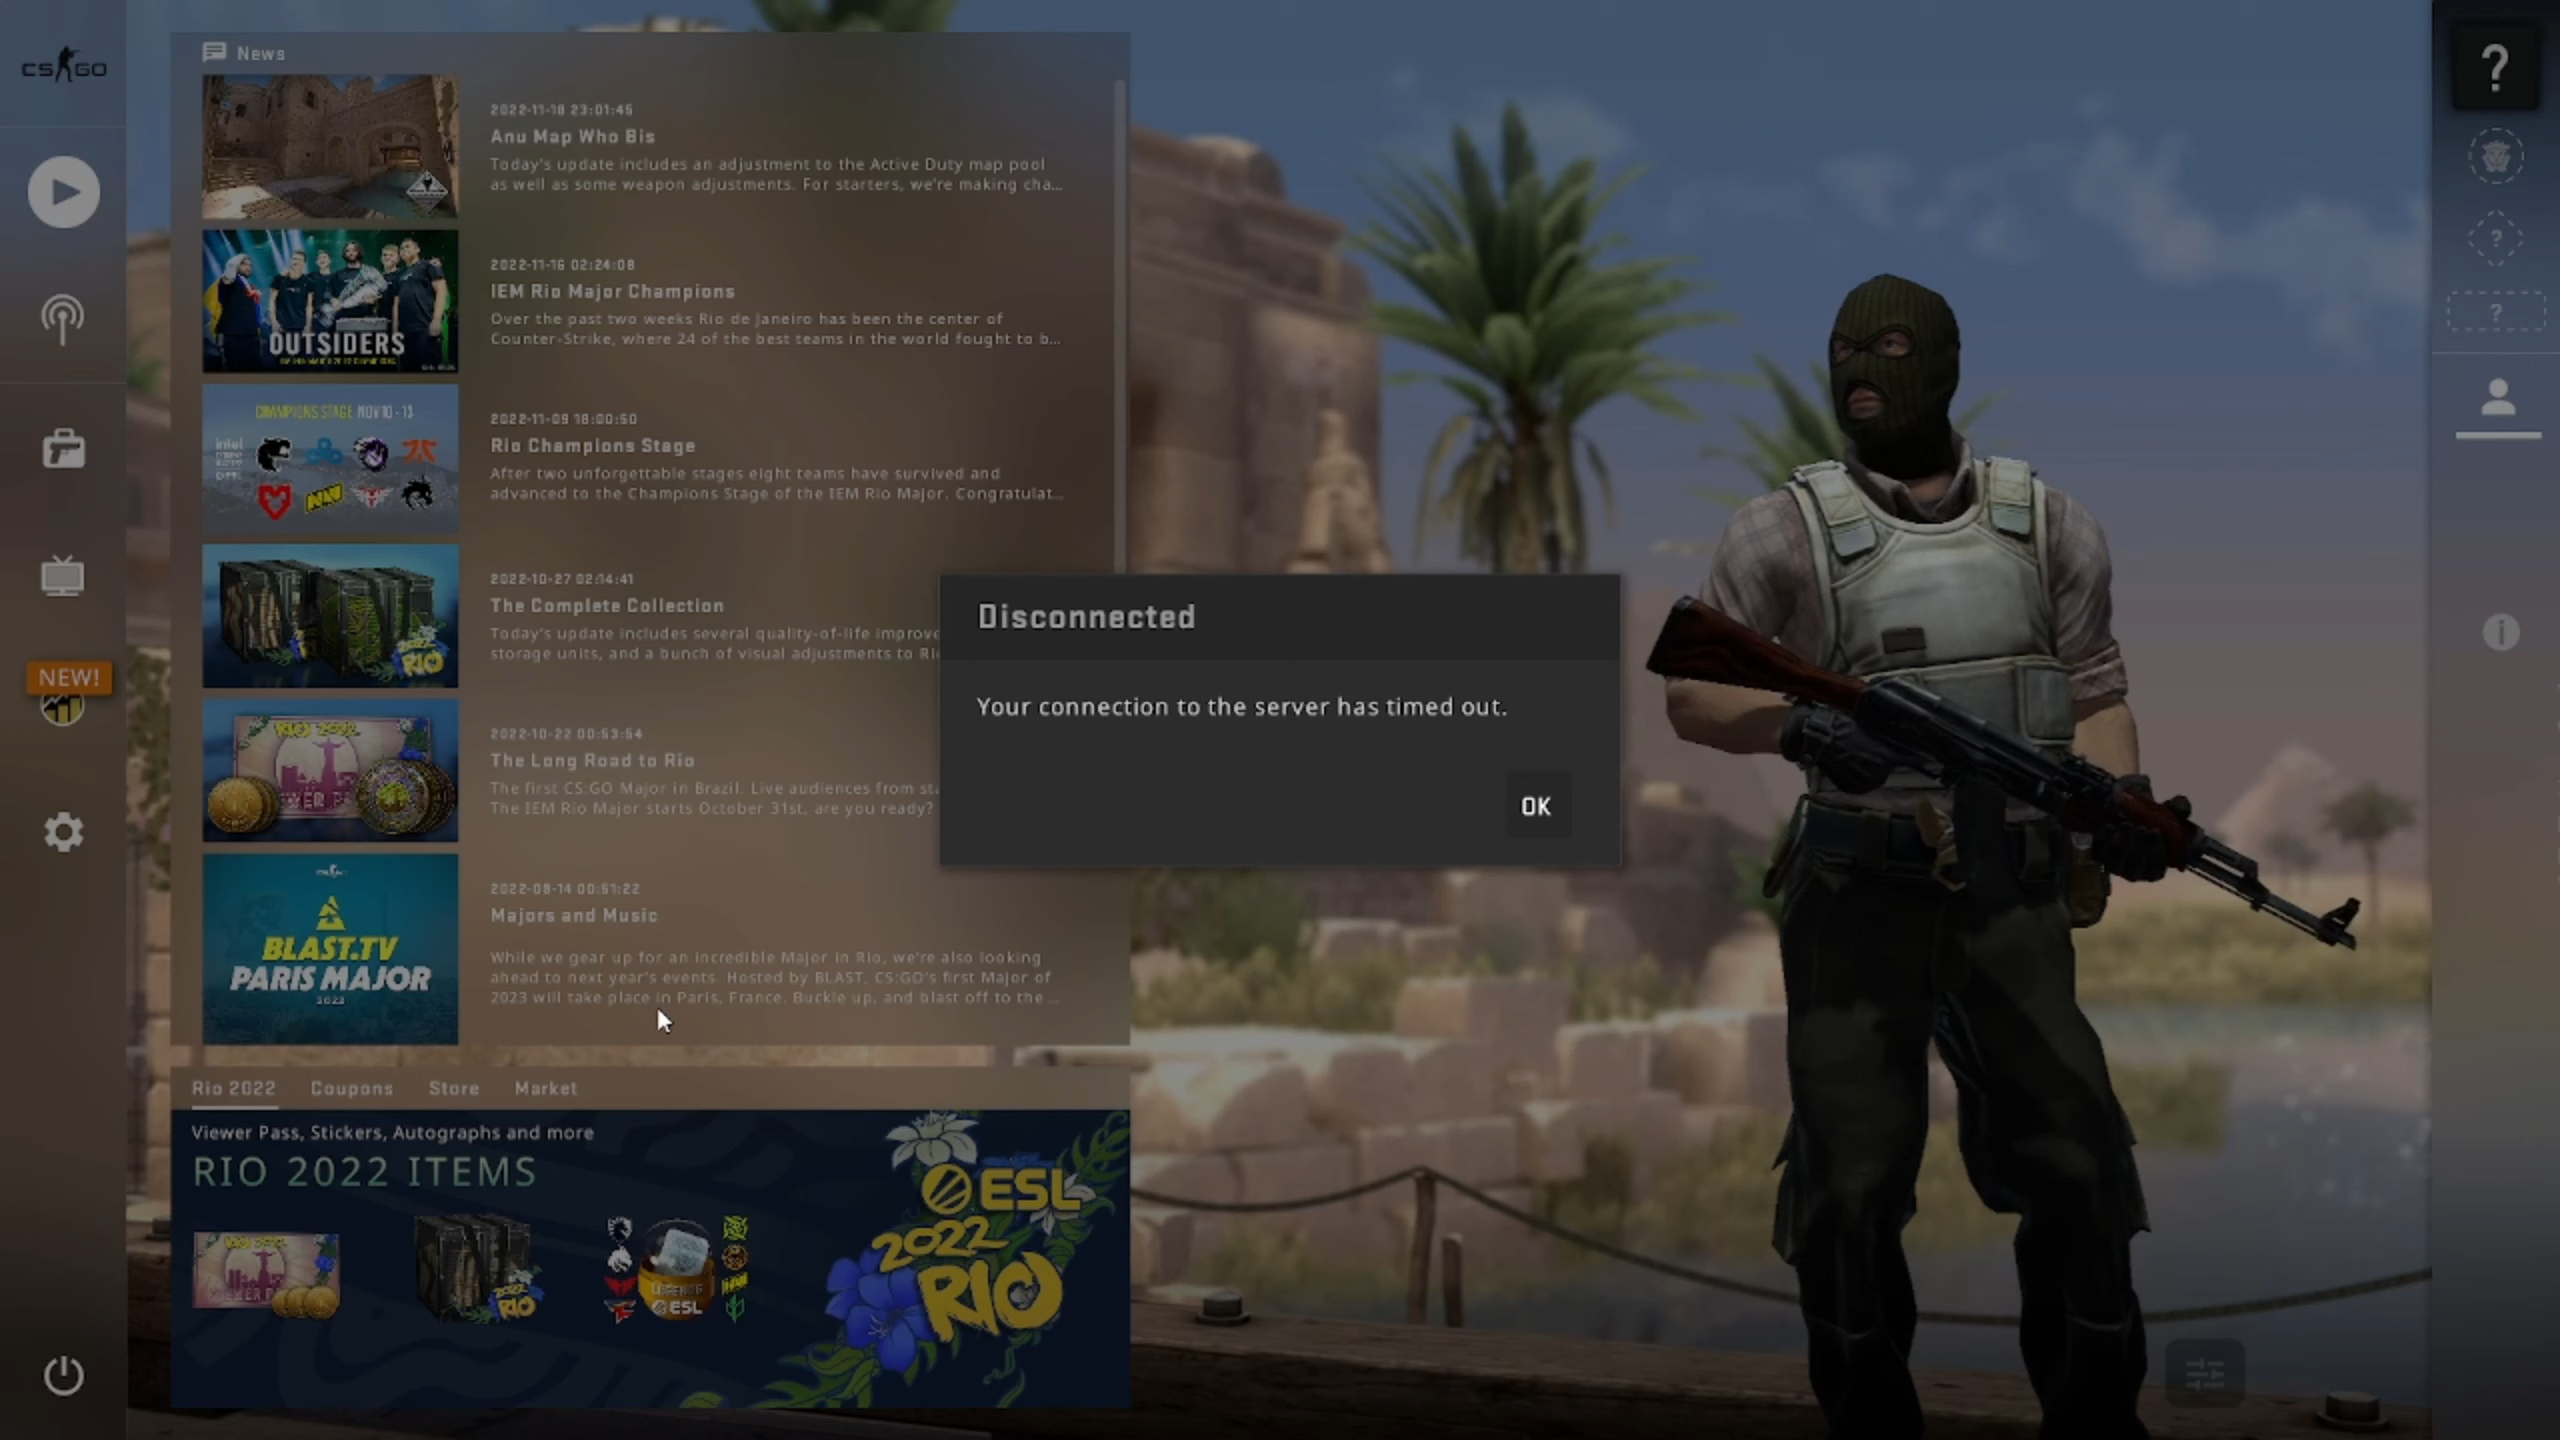 CS GO
News
2022-11-18 23:01:45
Anu Map Who Bis
Today's update includes an adjustment to the Active Duty map pool
as well as some weapon adjustments. For starters, we're making cha...
2022-11-16 02:24:08
IEM Rio Major Champions
Over the past two weeks Rio de Janeiro has been the center of
Counter-Strike, where 24 of the best teams in the world fought to b...
OUTSIDERS
CHAMPIONS STAGE NOV 10 - 13
intel
2022-11-09 18:00:50
Rio Champions Stage
After two unforgettable stages eight teams have survived and
advanced to the Champions Stage of the IEM Rio Major. Congratulat...
2022-10-27 02:14:41
The Complete Collection
Today's update includes several quality-of-life improve
storage units, and a bunch of visual adjustments to Ri
2022
RIO
NEW!
RIO 2022
2022-10-22 00:53:54
The Long Road to Rio
The first CS:GO Major in Brazil. Live audiences from sta
The IEM Rio Major starts October 31st, are you ready?
BLAST.TV
PARIS MAJOR
2023
2022-09-14 00:51:22
Majors and Music
While we gear up for an incredible Major in Rio, we're also looking
ahead to next year's events. Hosted by BLAST, CS:GO's first Major of
2023 will take place in Paris, France. Buckle up, and blast off to the ...
Disconnected
Your connection to the server has timed out.
OK
Rio 2022 Coupons Store Market
Viewer Pass, Stickers, Autographs and more
RIO 2022 ITEMS
2022
RIO
LEGENDS
ESL
ESL
2022
RIO
?
?
?